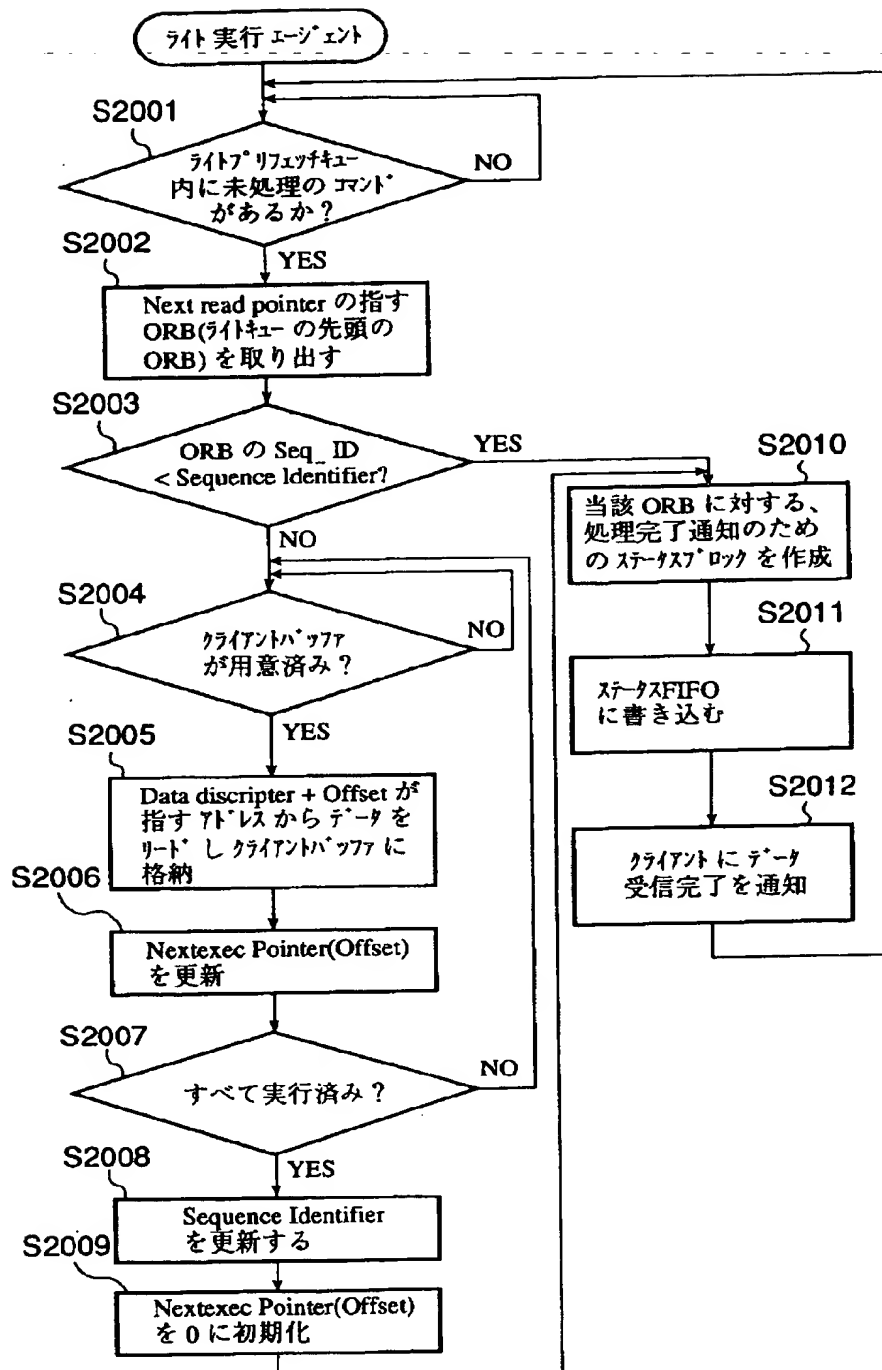 ライト 実行 エージェント
S2001
ライトプリフェッチキュー
内に未処理の コマンド
があるか？
NO
YES
S2002
Next read pointer の指す
ORB(ライトキューの先頭の
ORB) を取り出す
S2003
ORB の Seq_ ID
< Sequence Identifier?
YES
NO
S2004
クライアントバッファ
が用意済み？
NO
YES
S2005
Data discripter + Offset が
指す アドレス から データ を
リード し クライアントバッファ に
格納
S2006
Nextexec Pointer(Offset)
を更新
S2007
すべて実行済み？
NO
YES
S2008
Sequence Identifier
を更新する
S2009
Nextexec Pointer(Offset)
を 0 に初期化
S2010
当該 ORB に対する、
処理完了通知のため
の ステータスブロック を作成
S2011
ステータスFIFO
に書き込む
S2012
クライアント に データ
受信完了を通知